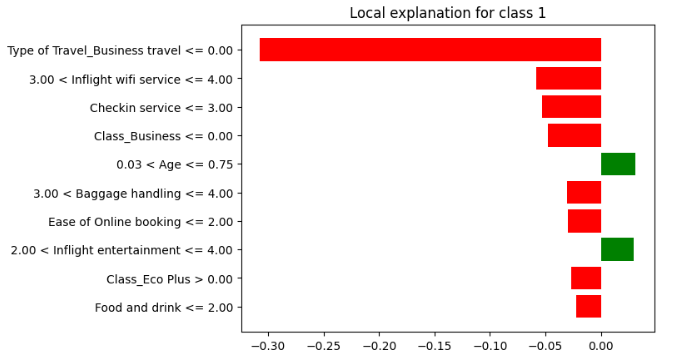 Local explanation for class 1
Type of Travel_Business travel <= 0.00
3.00 < Inflight wifi service <= 4.00
Checkin service <= 3.00
Class_Business <= 0.00
0.03 < Age <= 0.75
3.00 < Baggage handling <= 4.00
Ease of Online booking <= 2.00
2.00 < Inflight entertainment <= 4.00
Class_Eco Plus > 0.00
Food and drink <= 2.00
−0.30 −0.25 −0.20 −0.15 −0.10 −0.05 0.00